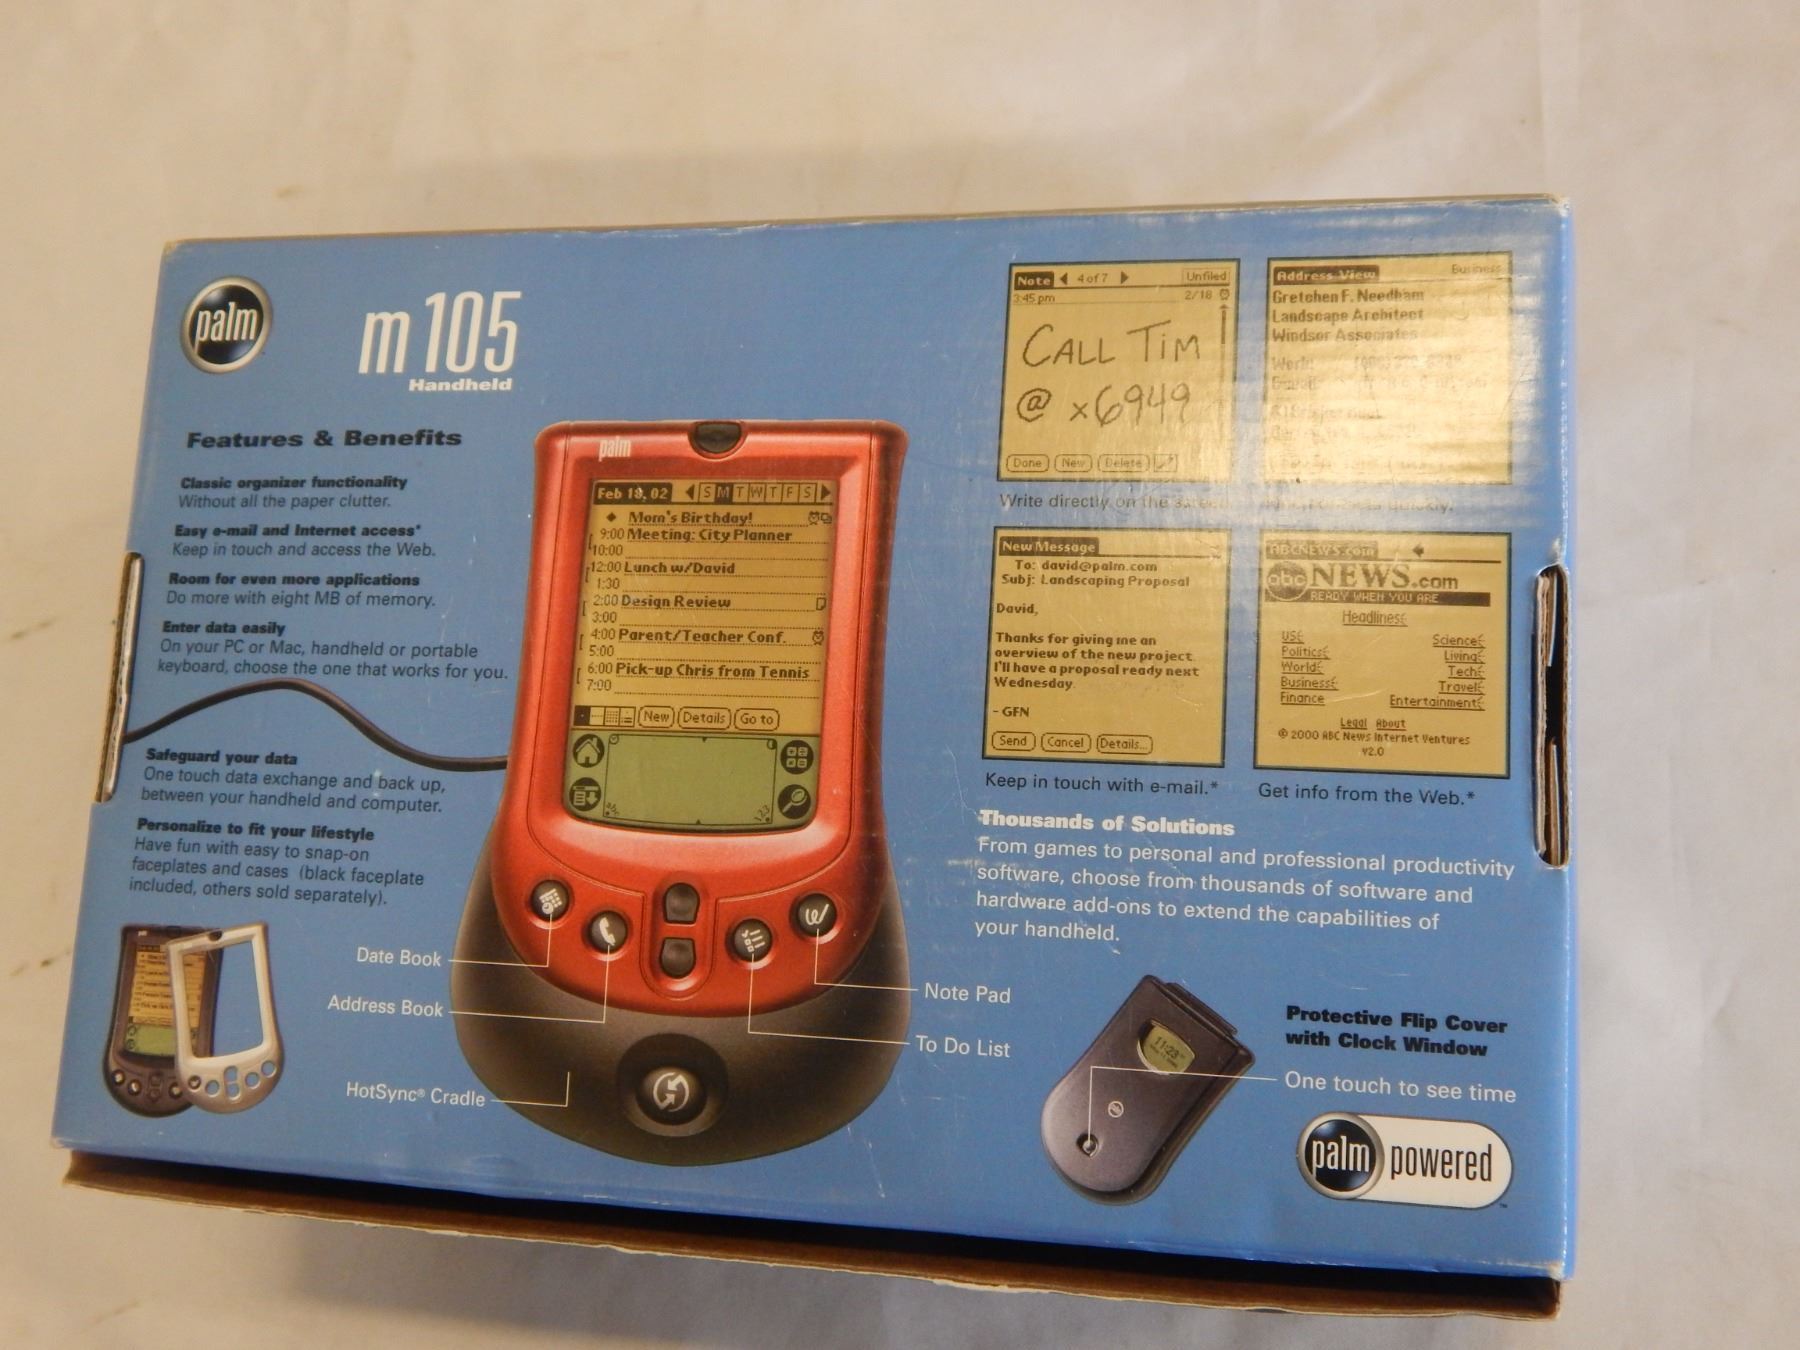 palm
m105
Handheld
Features & Benefits
Classic organizer functionality
Without all the paper clutter.
Easy e-mail and Internet access*
Keep in touch and access the Web.
Room for even more applications
Do more with eight MB of memory.
Enter data easily
On your PC or Mac, handheld or portable
keyboard, choose the one that works for you.
Safeguard your data
One touch data exchange and back up,
between your handheld and computer.
Personalize to fit your lifestyle
Have fun with easy to snap-on
faceplates and cases (black faceplate
included, others sold separately).
palm
Feb 18, 02 S M T W T F S
Mom's Birthday!
9:00 Meeting: City Planner
10:00
12:00 Lunch w/David
1:30
2:00 Design Review
3:00
4:00 Parent/Teacher Conf.
5:00
6:00 Pick-up Chris from Tennis
7:00
New Details Go to
abc 123
Date Book
Address Book
HotSync® Cradle
Note Pad
To Do List
Note 4 of 7 Unfiled
3:45 pm 2/18
CALL TIM
@ x6949
Done New Delete
Write directly on the screen.
Address View Business
Gretchen F. Needham
Landscape Architect
Windsor Associates
Work:
quickly.
New Message
To: david@palm.com
Subj: Landscaping Proposal
David,
Thanks for giving me an
overview of the new project.
I'll have a proposal ready next
Wednesday.
- GFN
Send Cancel Details...
Keep in touch with e-mail.*
ABCNEWS.com
abc NEWS.com
READY WHEN YOU ARE
Headlines
US Science
Politics Living
World Tech
Business Travel
Finance Entertainment
Legal About
© 2000 ABC News Internet Ventures
v2.0
Get info from the Web.*
Thousands of Solutions
From games to personal and professional productivity
software, choose from thousands of software and
hardware add-ons to extend the capabilities of
your handheld.
11:23
Protective Flip Cover
with Clock Window
One touch to see time
palm powered